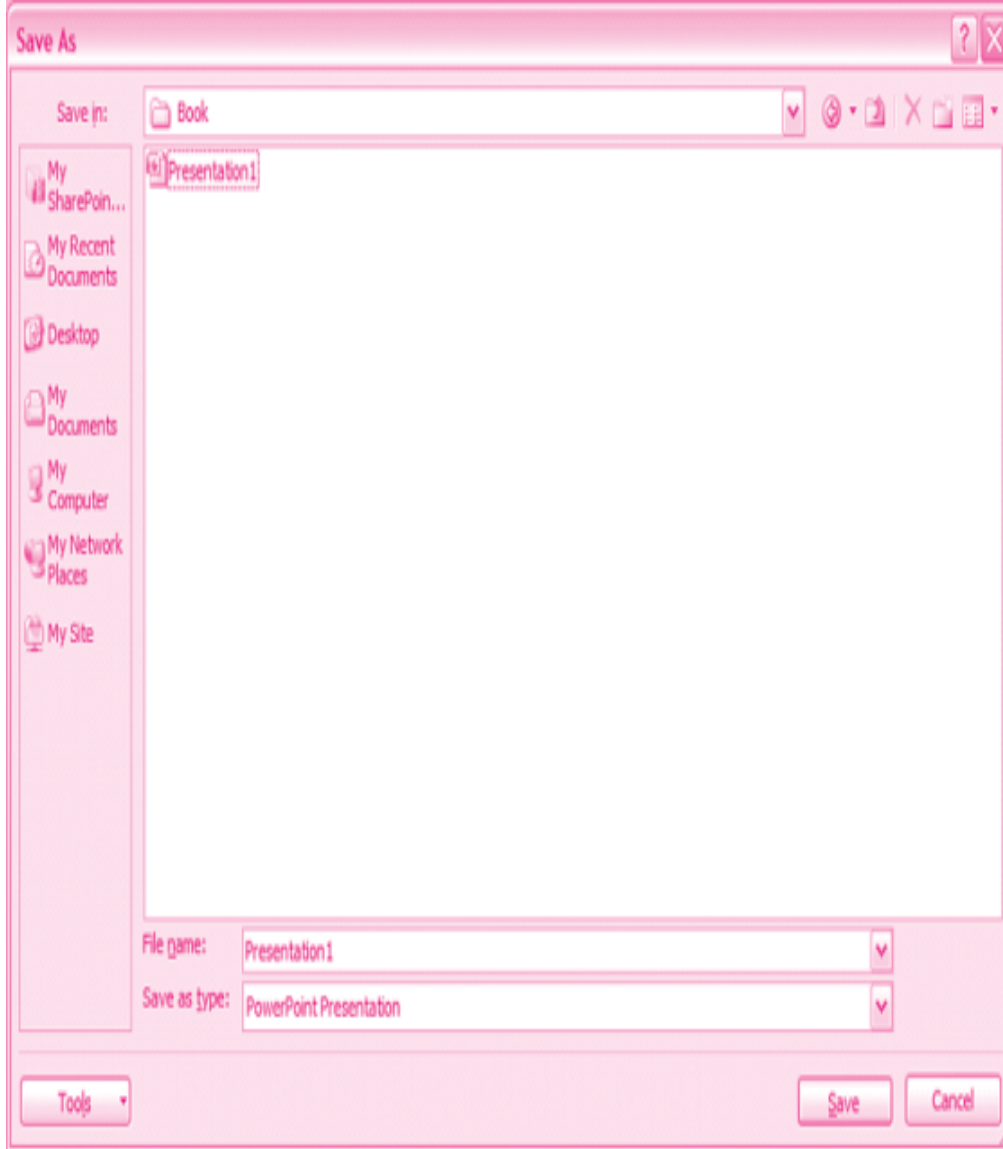 Save As
?
X
Save in:
Book
Presentation1
My
SharePoin...
My Recent
Documents
Desktop
My
Documents
My
Computer
My Network
Places
My Site
File name:
Presentation1
Save as type:
PowerPoint Presentation
Tools
Save
Cancel